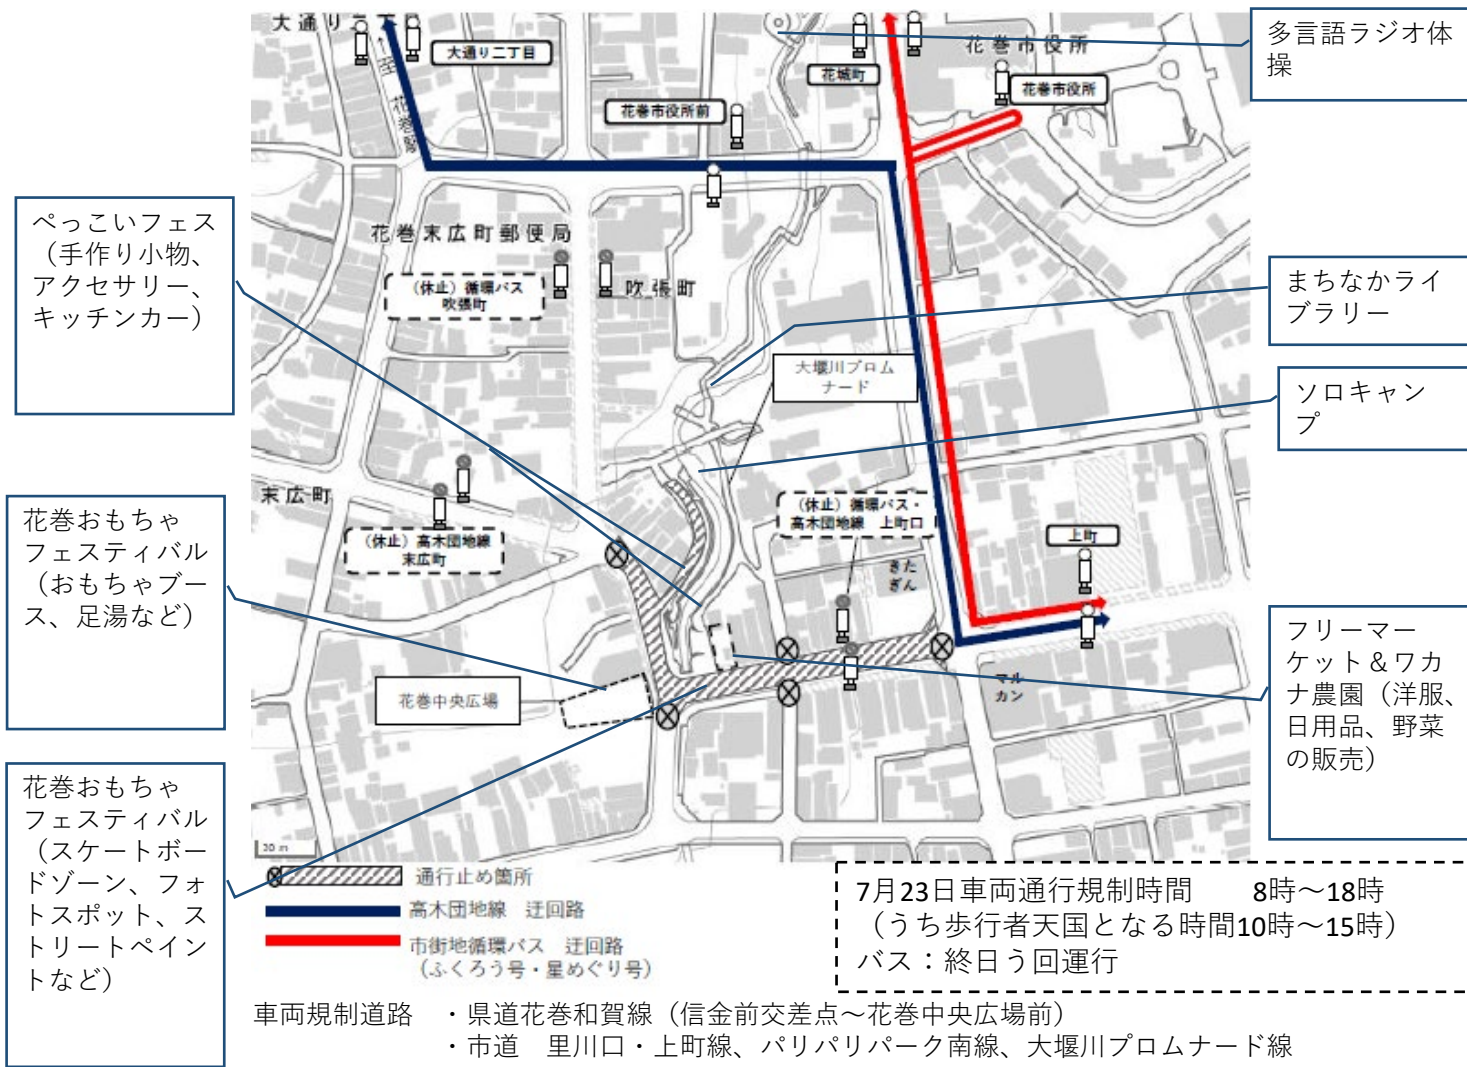 大通り二丁目
大通り二丁目
花巻駅
花巻市役所前
花城町
花巻市役所
花巻市役所
多言語ラジオ体
操
ぺっこいフェス
（手作り小物、
アクセサリー、
キッチンカー）
花巻末広町郵便局
（休止）循環バス
吹張町
吹張町
まちなかライ
ブラリー
大堰川プロム
ナード
ソロキャン
プ
末広町
（休止）高木団地線
末広町
（休止）循環バス・
高木団地線　上町口
上町
きた
ぎん
花巻おもちゃ
フェスティバル
（おもちゃブー
ス、足湯など）
花巻中央広場
マル
カン
フリーマー
ケット＆ワカ
ナ農園（洋服、
日用品、野菜
の販売）
花巻おもちゃ
フェスティバル
（スケートボー
ドゾーン、フォ
トスポット、ス
トリートペイン
トなど）
20 m
通行止め箇所
高木団地線　迂回路
市街地循環バス　迂回路
（ふくろう号・星めぐり号）
7月23日車両通行規制時間　　8時～18時
（うち歩行者天国となる時間10時～15時）
バス：終日う回運行
車両規制道路　・県道花巻和賀線（信金前交差点～花巻中央広場前）
・市道　里川口・上町線、パリパリパーク南線、大堰川プロムナード線